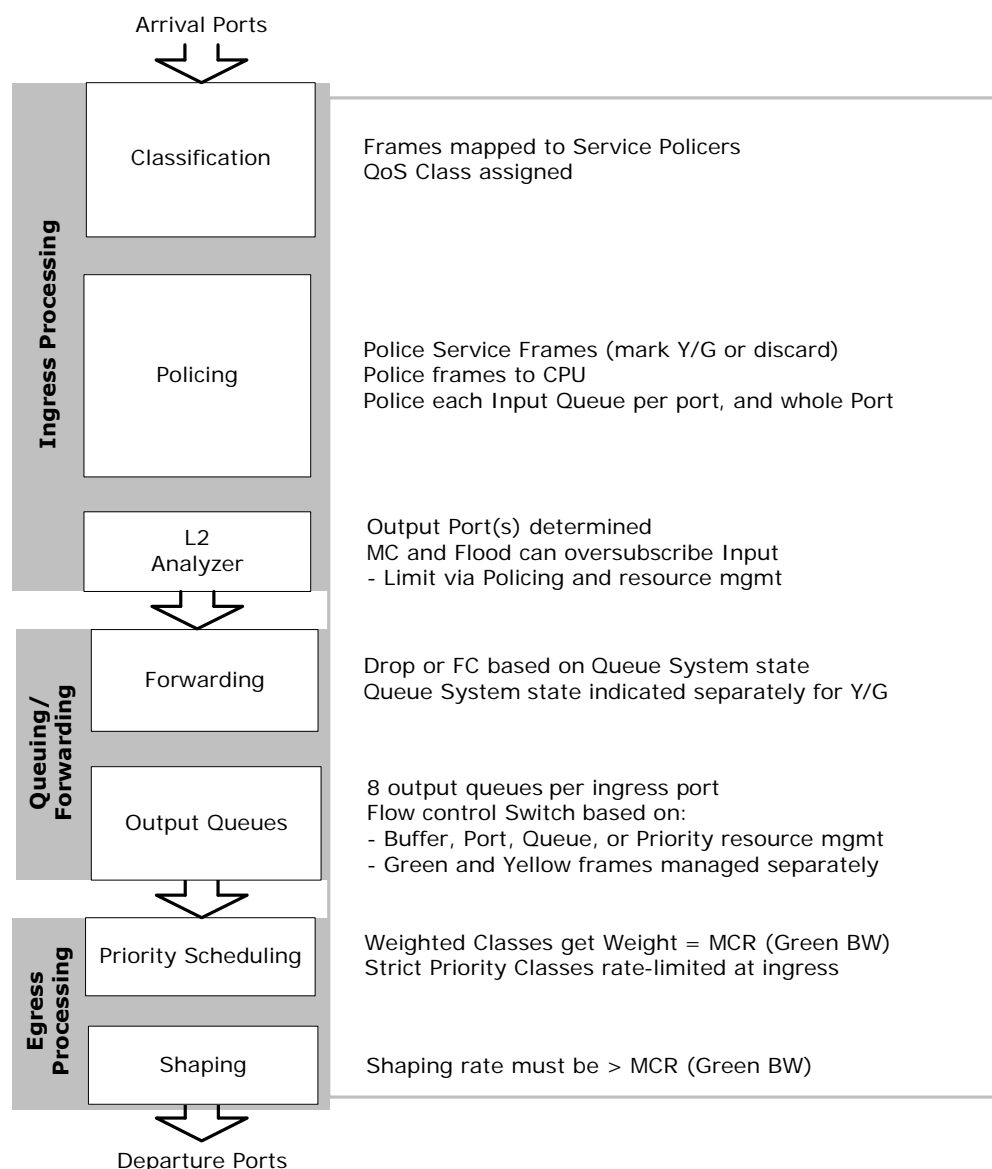 Arrival Ports
Ingress Processing
Classification
Frames mapped to Service Policers
QoS Class assigned
Policing
Police Service Frames (mark Y/G or discard)
Police frames to CPU
Police each Input Queue per port, and whole Port
L2
Analyzer
Output Port(s) determined
MC and Flood can oversubscribe Input
- Limit via Policing and resource mgmt
Queuing/
Forwarding
Forwarding
Drop or FC based on Queue System state
Queue System state indicated separately for Y/G
Output Queues
8 output queues per ingress port
Flow control Switch based on:
- Buffer, Port, Queue, or Priority resource mgmt
- Green and Yellow frames managed separately
Egress
Processing
Priority Scheduling
Weighted Classes get Weight = MCR (Green BW)
Strict Priority Classes rate-limited at ingress
Shaping
Shaping rate must be > MCR (Green BW)
Departure Ports